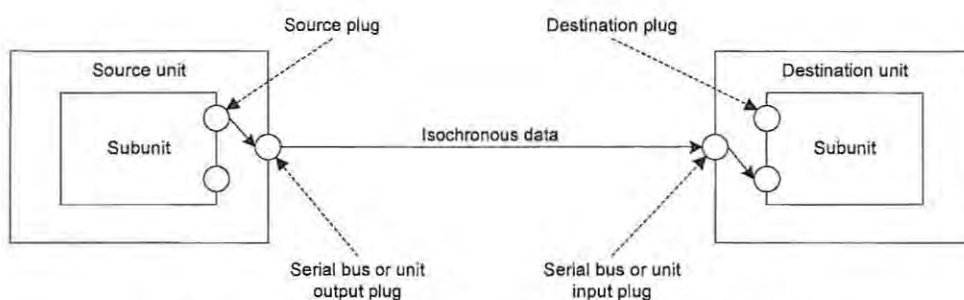 Source plug
Destination plug
Source unit
Destination unit
Subunit
Isochronous data
Subunit
Serial bus or unit
output plug
Serial bus or unit
input plug